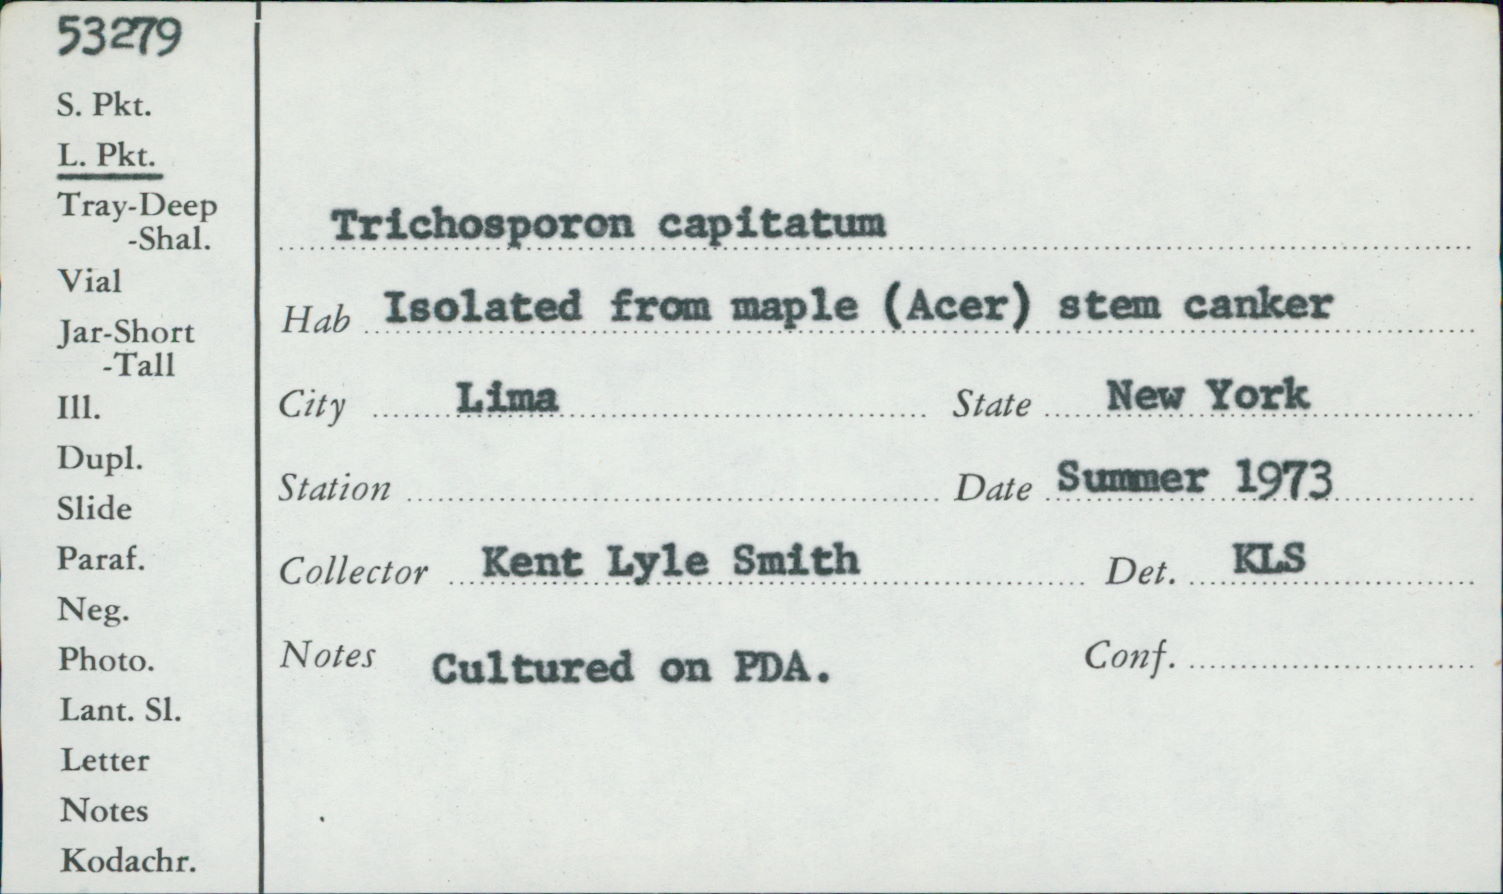 53279
S. Pkt.
L. Pkt.
Tray-Deep
-Shal.
Vial
Jar-Short
-Tall
Ill.
Dupl.
Slide
Paraf.
Neg.
Photo.
Lant. Sl.
Letter
Notes
Kodachr.
Trichosporon capitatum
Hab Isolated from maple (Acer) stem canker
City Lima State New York
Station Date Summer 1973
Collector Kent Lyle Smith Det. KLS
Notes Cultured on PDA. Conf.